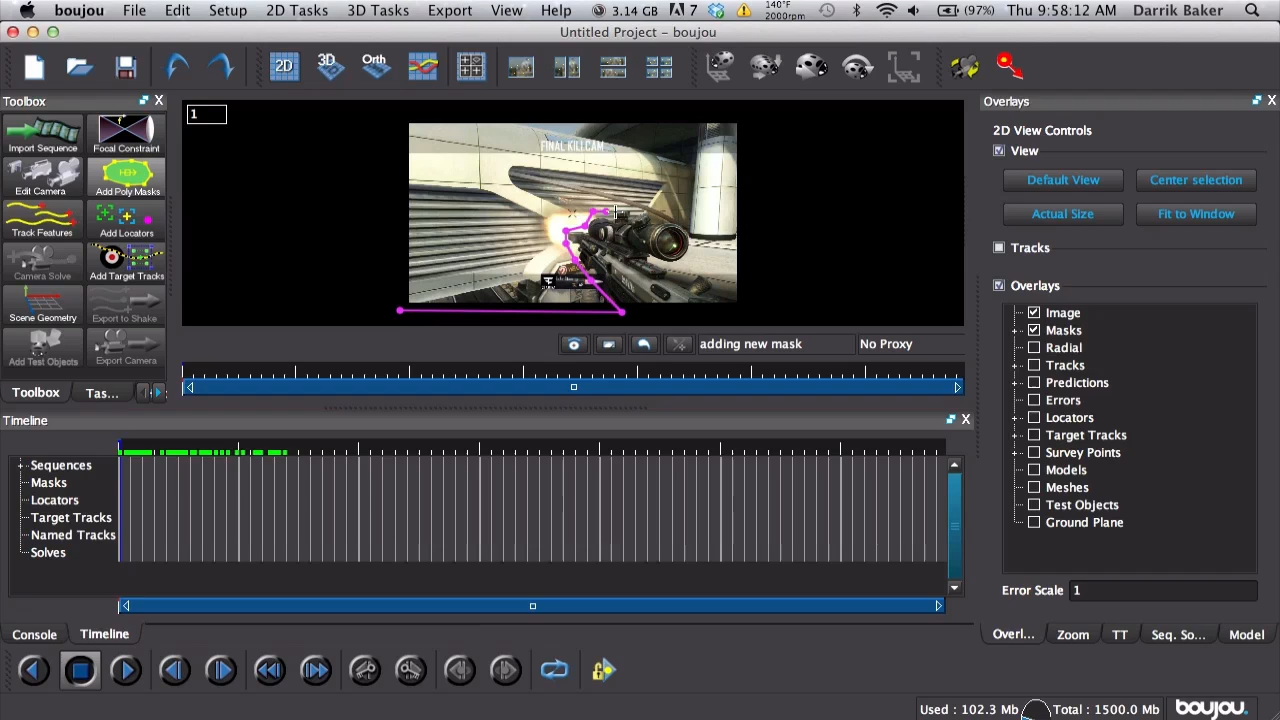 boujou File Edit Setup 2D Tasks 3D Tasks Export View Window Help 3.14 GB 7 140°F 2000rpm (97%) Thu 9:58:12 AM Darrik Baker
Untitled Project - boujou
2D 3D Orth
Toolbox
Import Sequence Focal Constraint
Edit Camera Add Poly Masks
Track Features Add Locators
Camera Solve Add Target Tracks
Scene Geometry Export to Shake
Add Test Objects Export Camera
Toolbox Tas...
1
FINAL KILLCAM
adding new mask No Proxy
Timeline
Sequences
Masks
Locators
Target Tracks
Named Tracks
Solves
Console Timeline
Overlays
2D View Controls
View
Default View Center selection
Actual Size Fit to Window
Tracks
Overlays
Image
Masks
Radial
Tracks
Predictions
Errors
Locators
Target Tracks
Survey Points
Models
Meshes
Test Objects
Ground Plane
Error Scale 1
Overl... Zoom TT Seq. So... Model
Used : 102.3 Mb Total : 1500.0 Mb boujou.